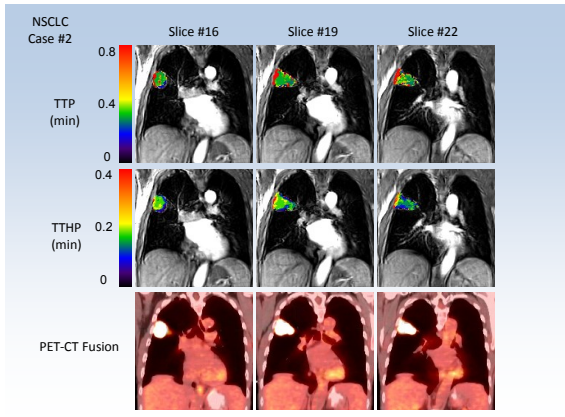 NSCLC
Case #2
Slice #16
Slice #19
Slice #22
0.8
0.4
0
TTP
(min)
0.4
0.2
0
TTHP
(min)
PET-CT Fusion